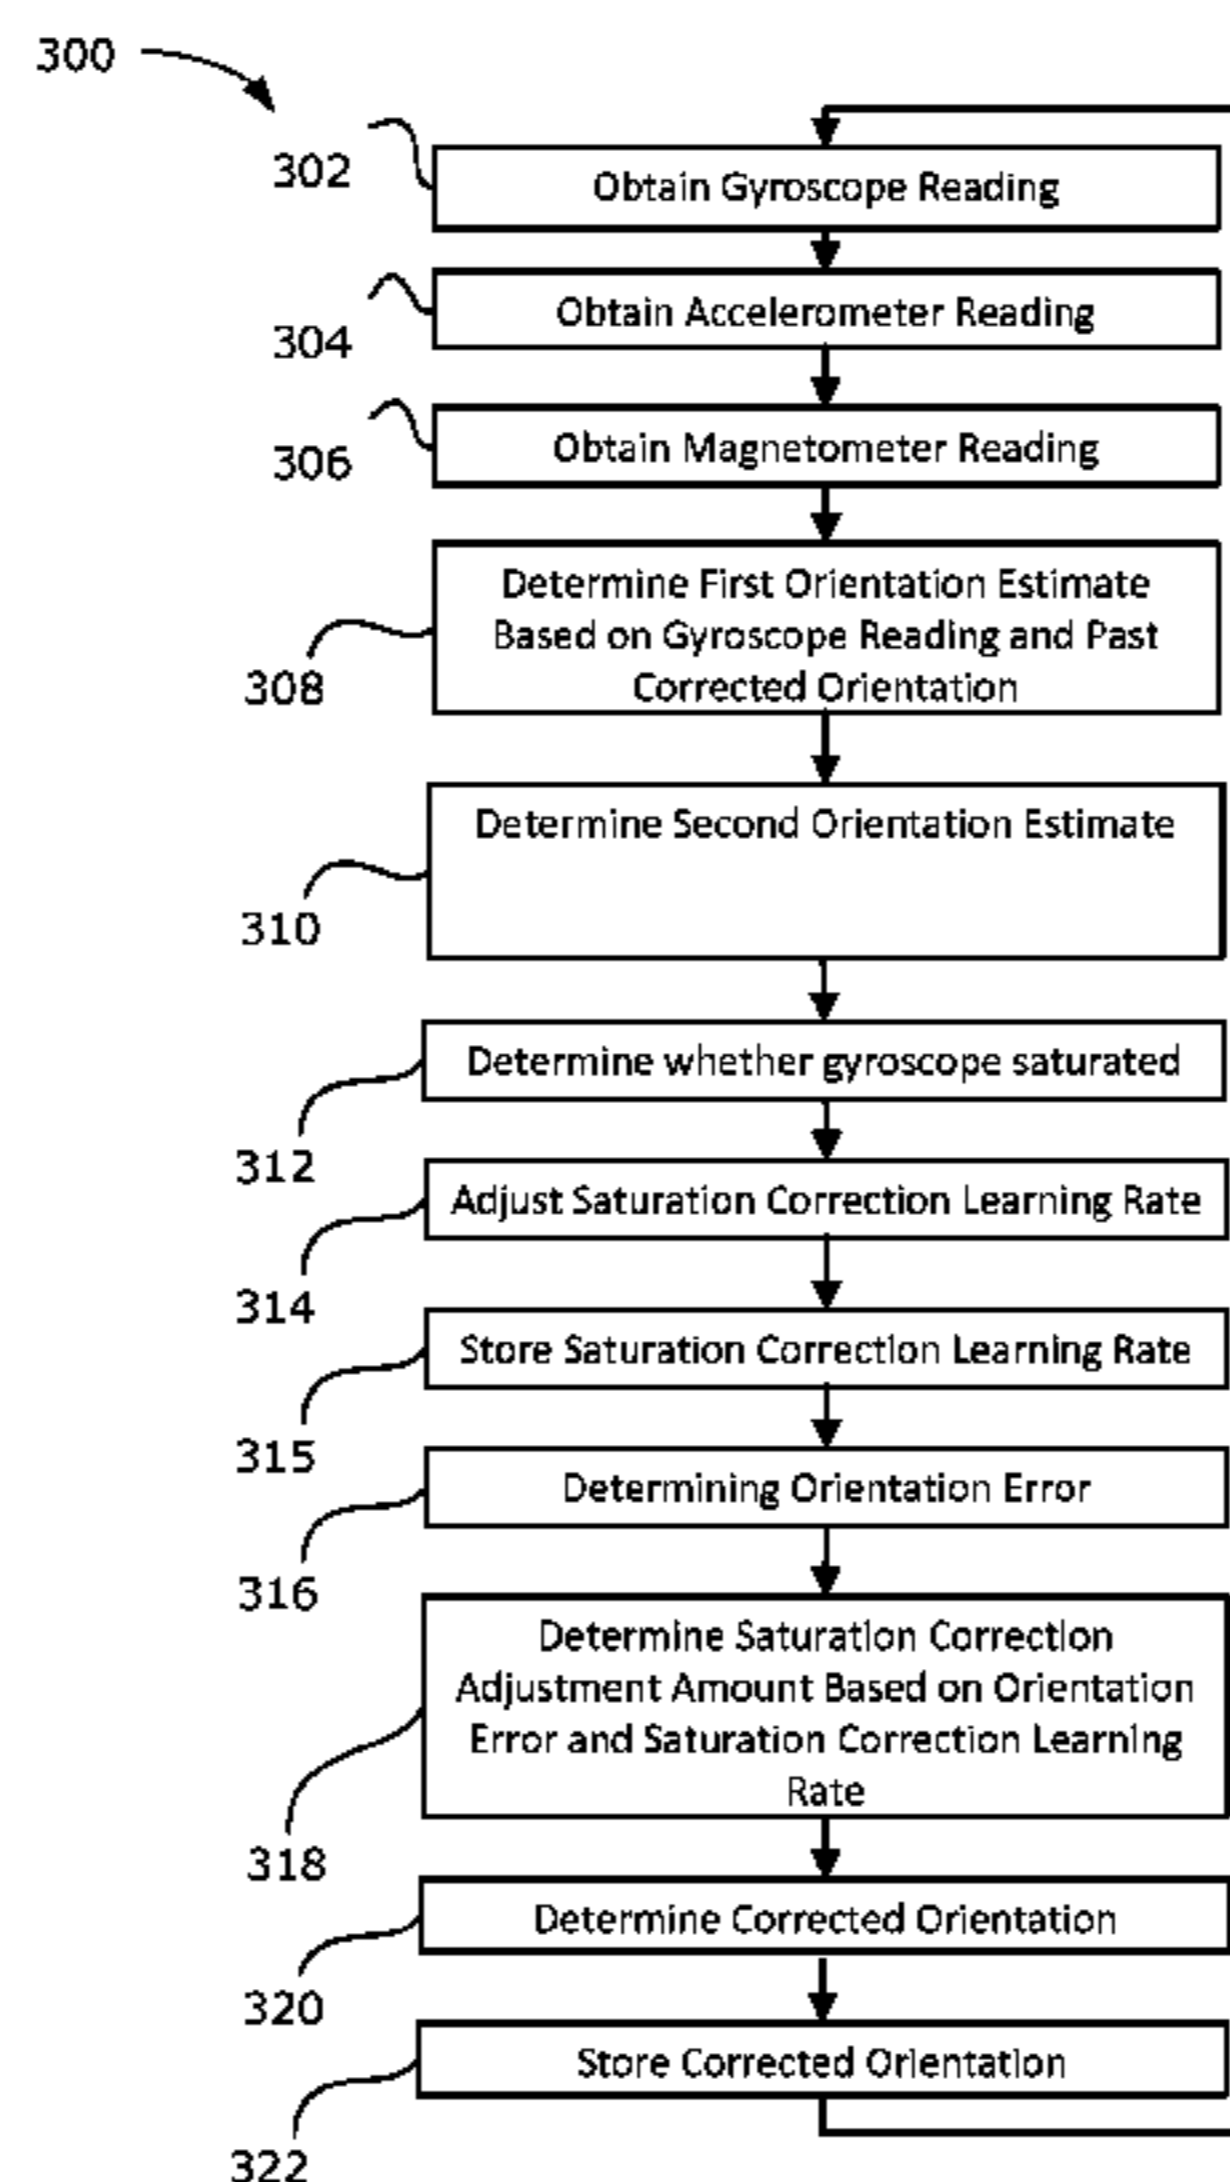 300
302
Obtain Gyroscope Reading
304
Obtain Accelerometer Reading
306
Obtain Magnetometer Reading
308
Determine First Orientation Estimate
Based on Gyroscope Reading and Past
Corrected Orientation
310
Determine Second Orientation Estimate
312
Determine whether gyroscope saturated
314
Adjust Saturation Correction Learning Rate
315
Store Saturation Correction Learning Rate
316
Determining Orientation Error
318
Determine Saturation Correction
Adjustment Amount Based on Orientation
Error and Saturation Correction Learning
Rate
320
Determine Corrected Orientation
322
Store Corrected Orientation